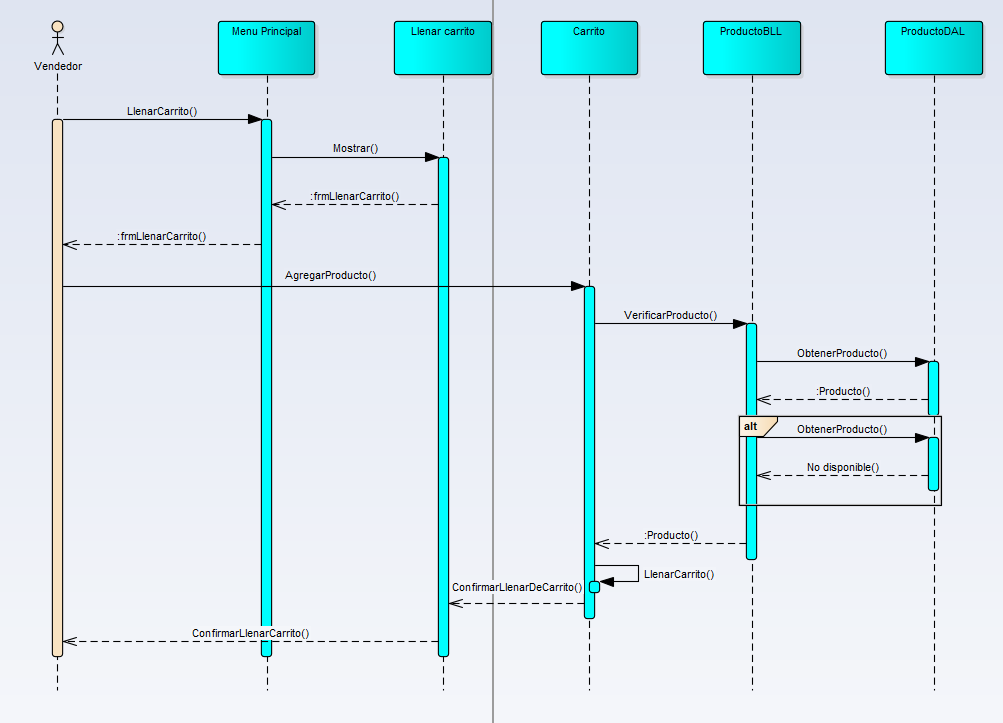 Vendedor
Menu Principal
Llenar carrito
Carrito
ProductoBLL
ProductoDAL
LlenarCarrito()
Mostrar()
:frmLlenarCarrito()
:frmLlenarCarrito()
AgregarProducto()
VerificarProducto()
ObtenerProducto()
:Producto()
alt
ObtenerProducto()
No disponible()
:Producto()
LlenarCarrito()
ConfirmarLlenarDeCarrito()
ConfirmarLlenarCarrito()